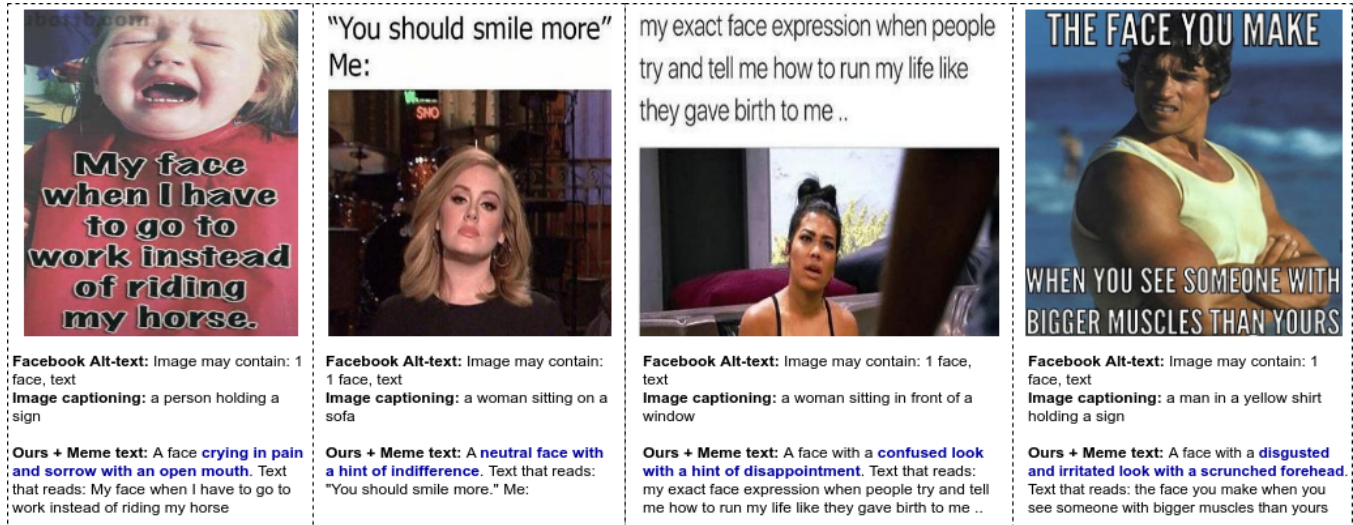 My face
when I have
to go to
work instead
of riding
my horse.
Facebook Alt-text: Image may contain: 1
face, text
Image captioning: a person holding a
sign
Ours + Meme text: A face crying in pain
and sorrow with an open mouth. Text
that reads: My face when I have to go to
work instead of riding my horse
“You should smile more”
Me:
SNO
Facebook Alt-text: Image may contain:
1 face, text
Image captioning: a woman sitting on a
sofa
Ours + Meme text: A neutral face with
a hint of indifference. Text that reads:
"You should smile more." Me:
my exact face expression when people
try and tell me how to run my life like
they gave birth to me ..
Facebook Alt-text: Image may contain: 1 face,
text
Image captioning: a woman sitting in front of a
window
Ours + Meme text: A face with a confused look
with a hint of disappointment. Text that reads:
my exact face expression when people try and tell
me how to run my life like they gave birth to me ..
THE FACE YOU MAKE
WHEN YOU SEE SOMEONE WITH
BIGGER MUSCLES THAN YOURS
Facebook Alt-text: Image may contain: 1
face, text
Image captioning: a man in a yellow shirt
holding a sign
Ours + Meme text: A face with a disgusted
and irritated look with a scrunched forehead.
Text that reads: the face you make when you
see someone with bigger muscles than yours